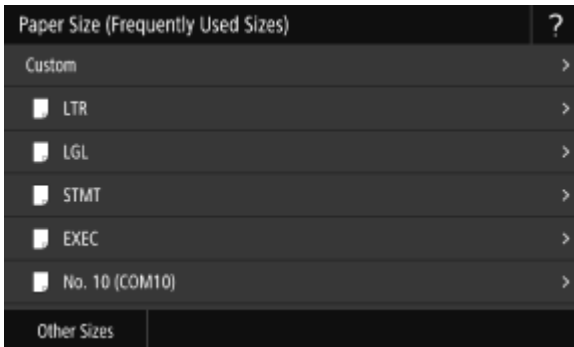 Paper Size (Frequently Used Sizes) ?
Custom >
LTR >
LGL >
STMT >
EXEC >
No. 10 (COM10) >
Other Sizes